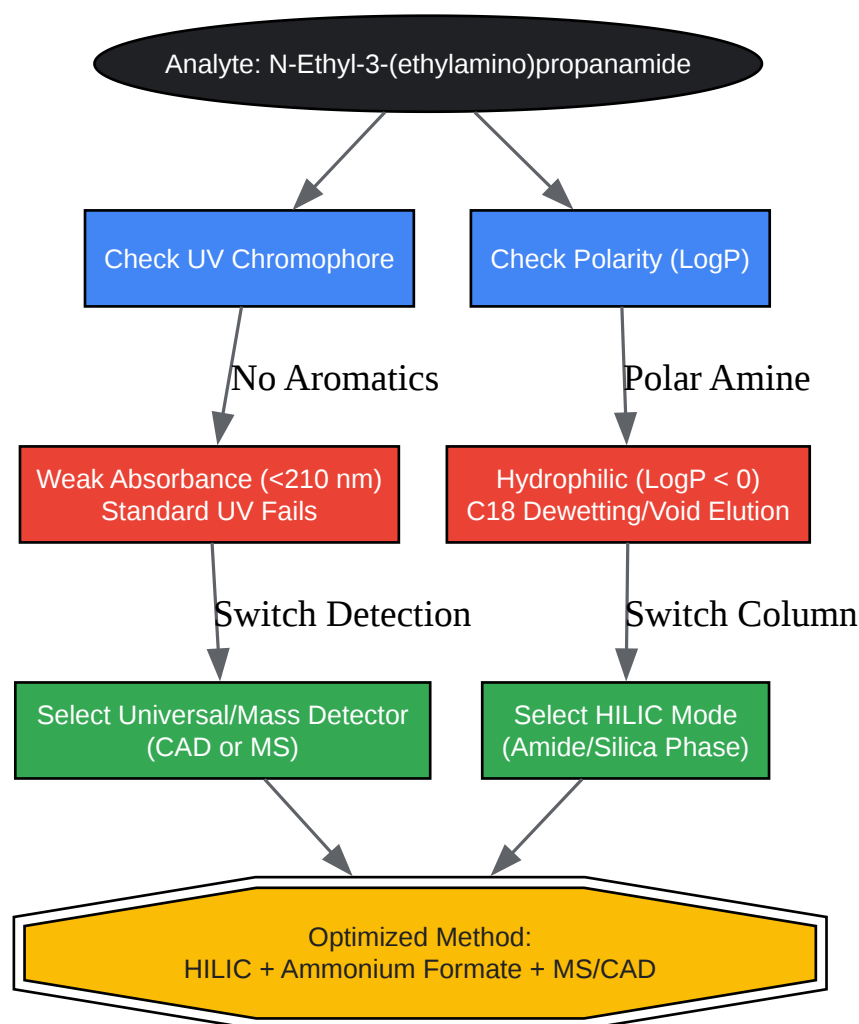 Analyte: N-Ethyl-3-(ethylamino)propanamide
Check UV Chromophore
Check Polarity (LogP)
No Aromatics
Polar Amine
Weak Absorbance (<210 nm)
Standard UV Fails
Hydrophilic (LogP < 0)
C18 Dewetting/Void Elution
Switch Detection
Switch Column
Select Universal/Mass Detector
(CAD or MS)
Select HILIC Mode
(Amide/Silica Phase)
Optimized Method:
HILIC + Ammonium Formate + MS/CAD